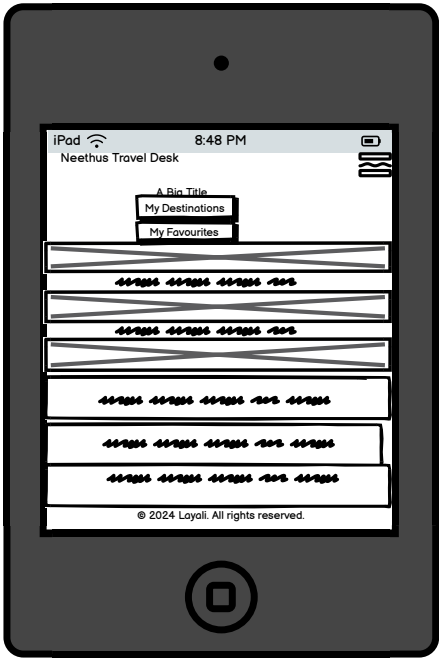 iPad 8:48 PM
Neethus Travel Desk
A Big Title
My Destinations
My Favourites
© 2024 Layali. All rights reserved.